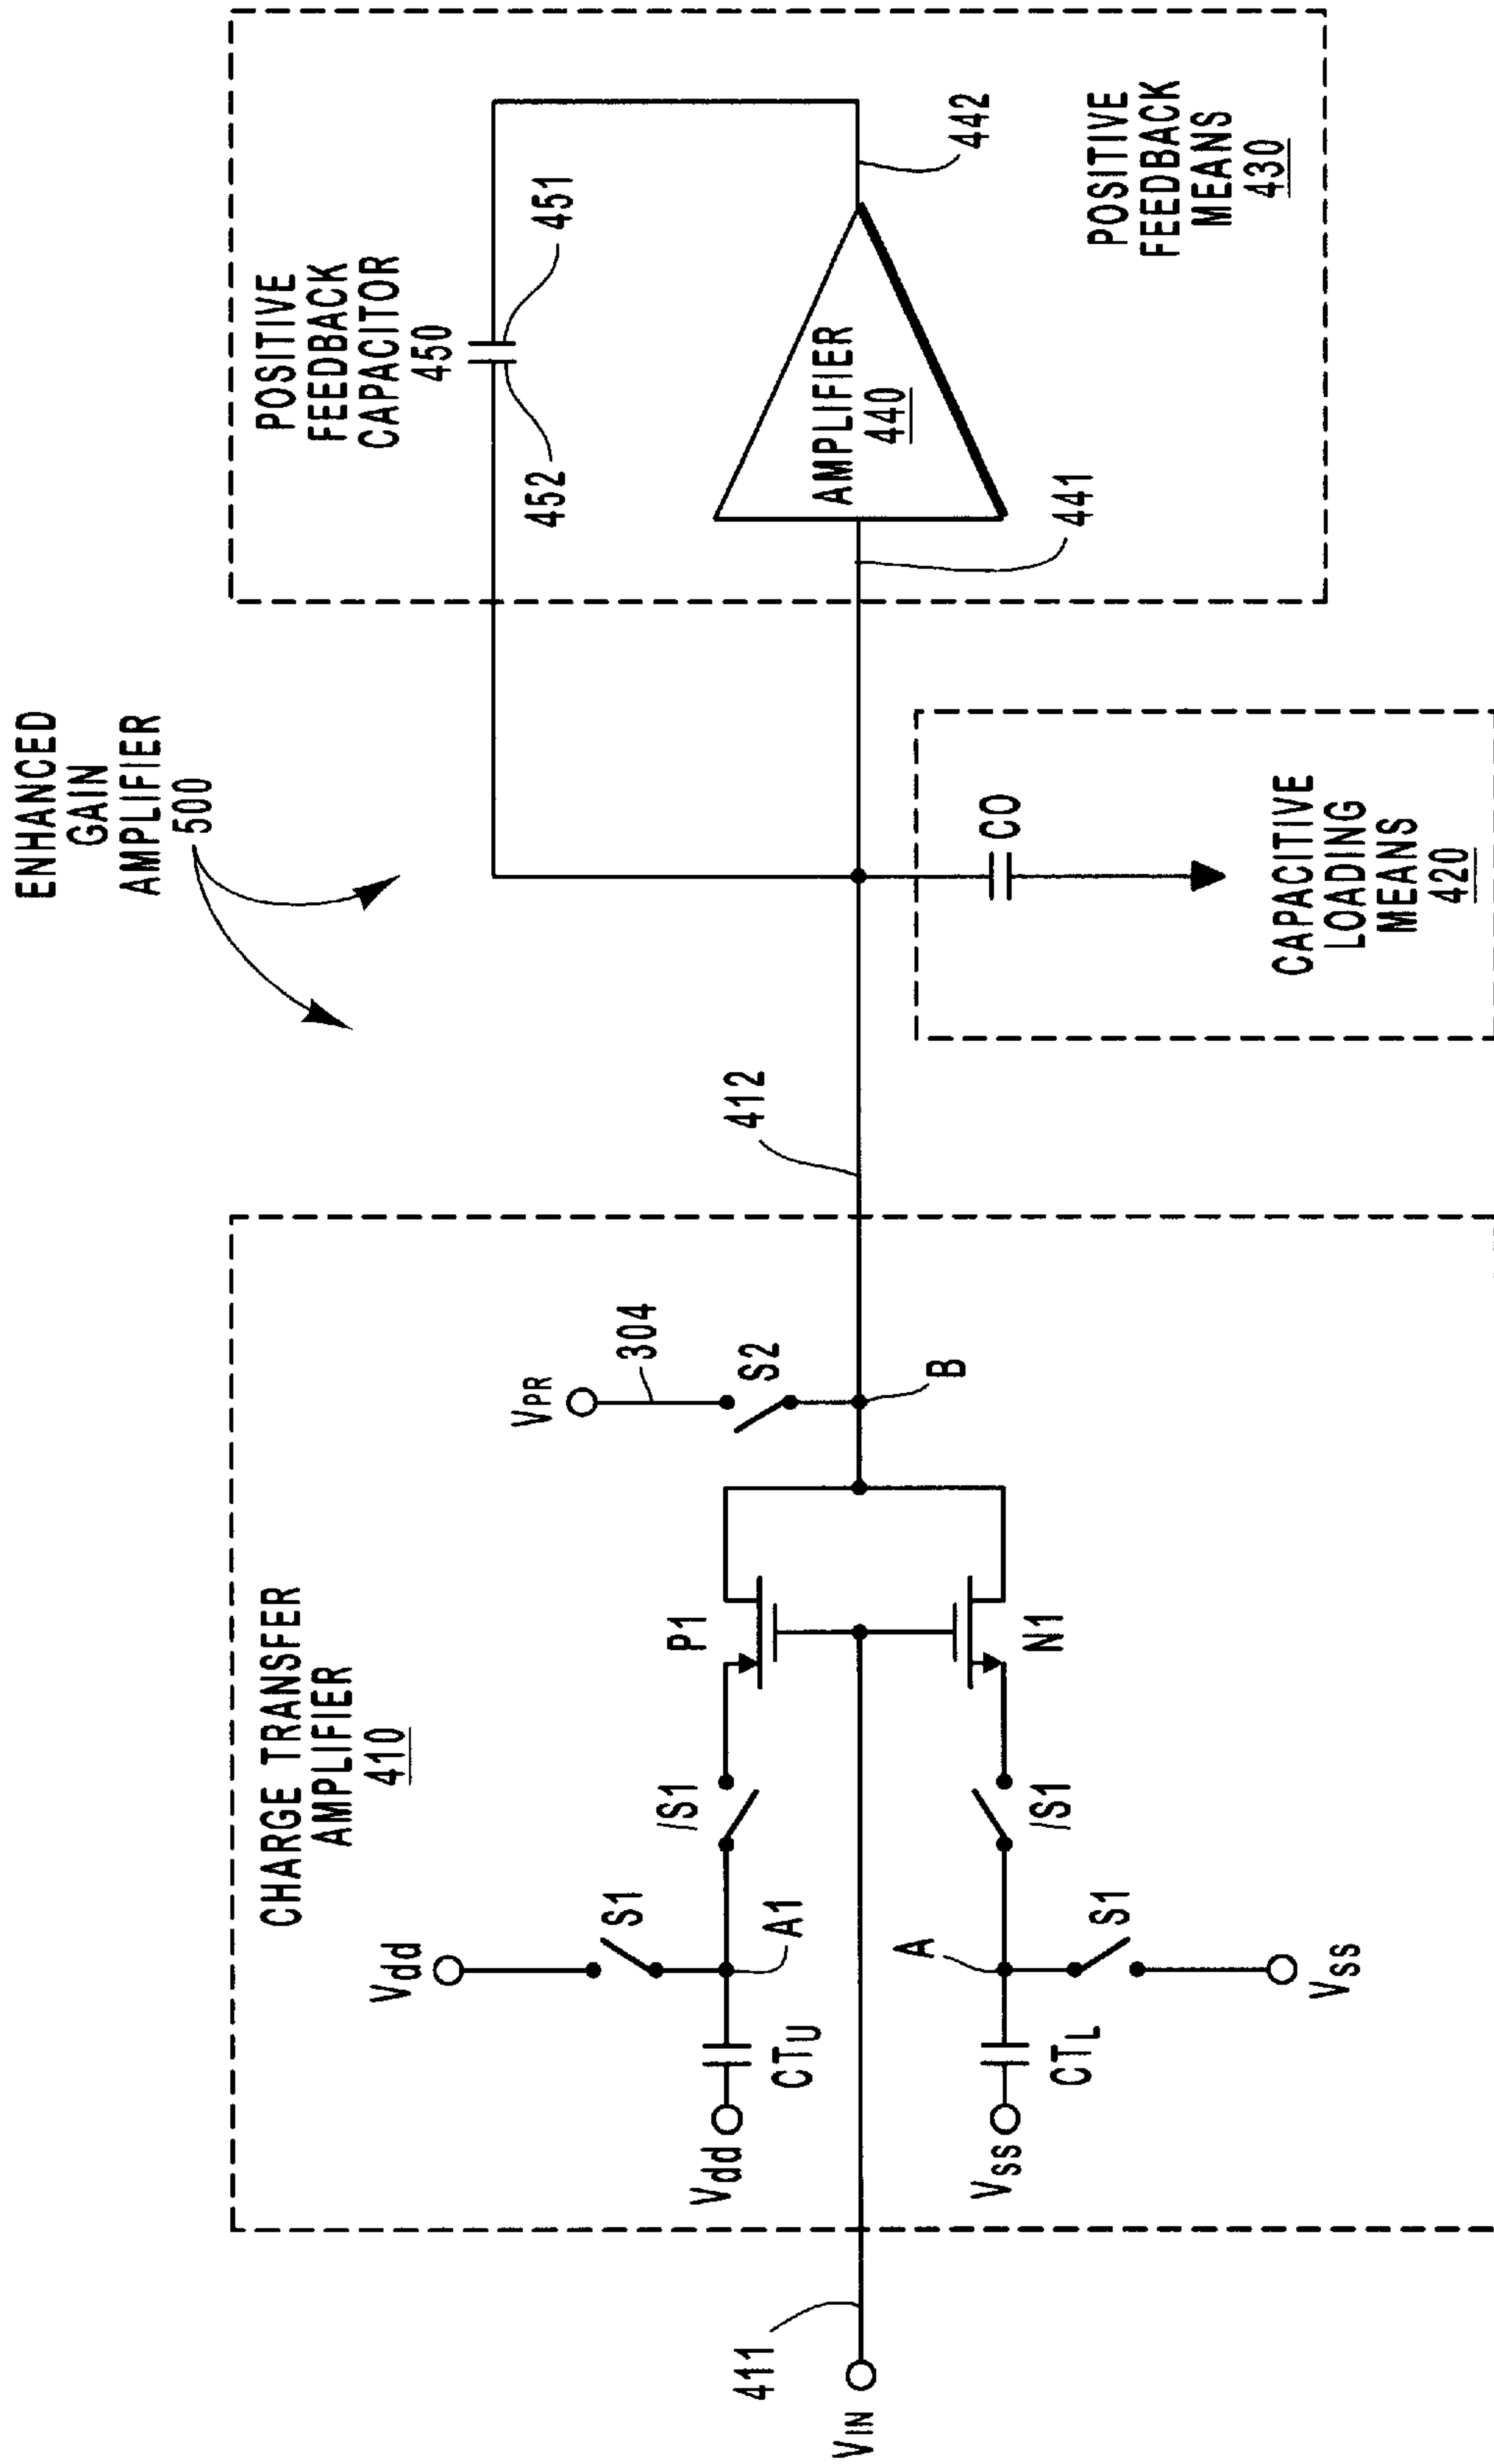 ENHANCED
GAIN
AMPLIFIER
500
CHARGE TRANSFER
AMPLIFIER
410
Vdd
S1
/S1
A1
Vdd
CTU
P1
VPR
304
S2
B
VIN
411
412
A
N1
/S1
S1
CTL
Vss
Vss
CO
CAPACITIVE
LOADING
MEANS
420
POSITIVE
FEEDBACK
CAPACITOR
450
452
451
AMPLIFIER
440
441
442
POSITIVE
FEEDBACK
MEANS
430